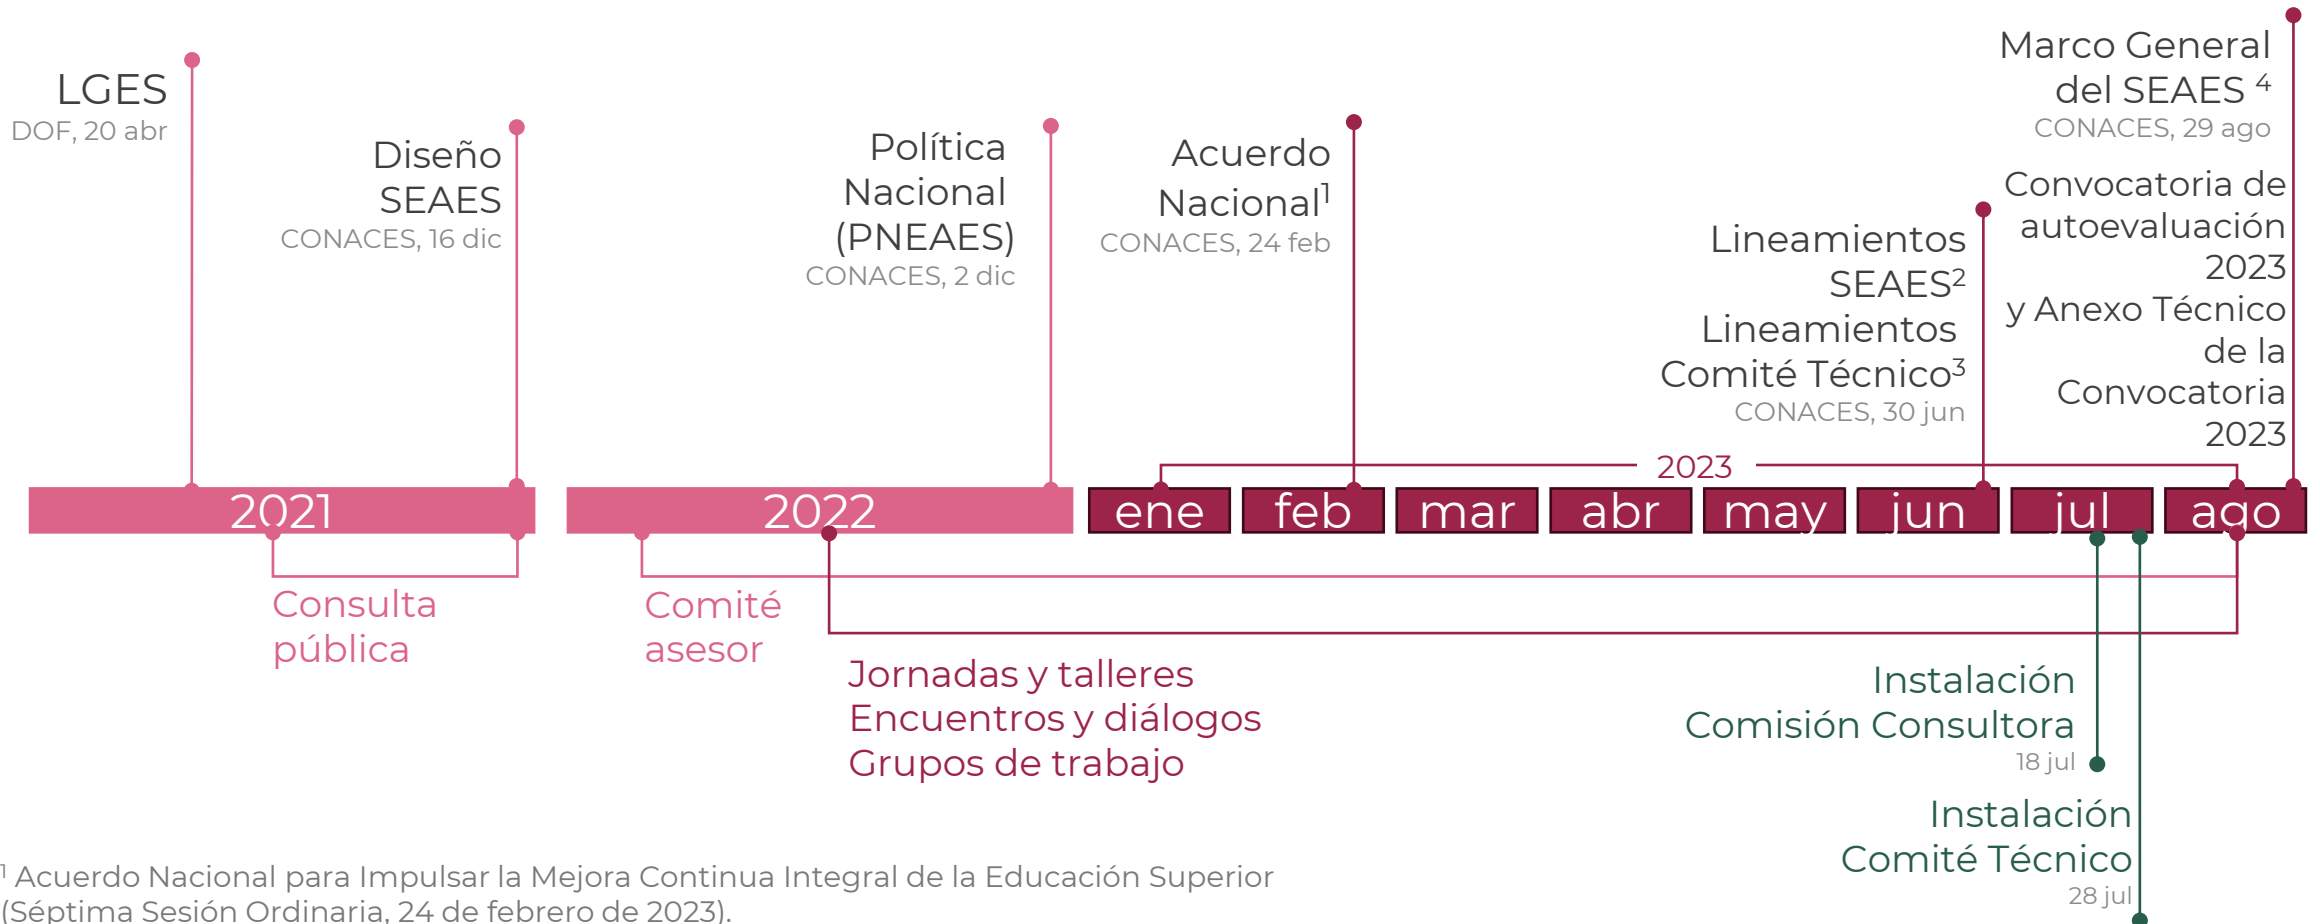 LGES
DOF, 20 abr
Diseño
SEAES
CONACES, 16 dic
Política
Nacional
(PNEAES)
CONACES, 2 dic
Acuerdo
Nacional¹
CONACES, 24 feb
Lineamientos
SEAES²
Lineamientos
Comité Técnico³
CONACES, 30 jun
Marco General
del SEAES ⁴
CONACES, 29 ago
Convocatoria de
autoevaluación
2023
y Anexo Técnico
de la
Convocatoria
2023
2023
2021
2022
ene
feb
mar
abr
may
jun
jul
ago
Consulta
pública
Comité
asesor
Jornadas y talleres
Encuentros y diálogos
Grupos de trabajo
Instalación
Comisión Consultora
18 jul
Instalación
Comité Técnico
28 jul
¹ Acuerdo Nacional para Impulsar la Mejora Continua Integral de la Educación Superior
(Séptima Sesión Ordinaria, 24 de febrero de 2023).